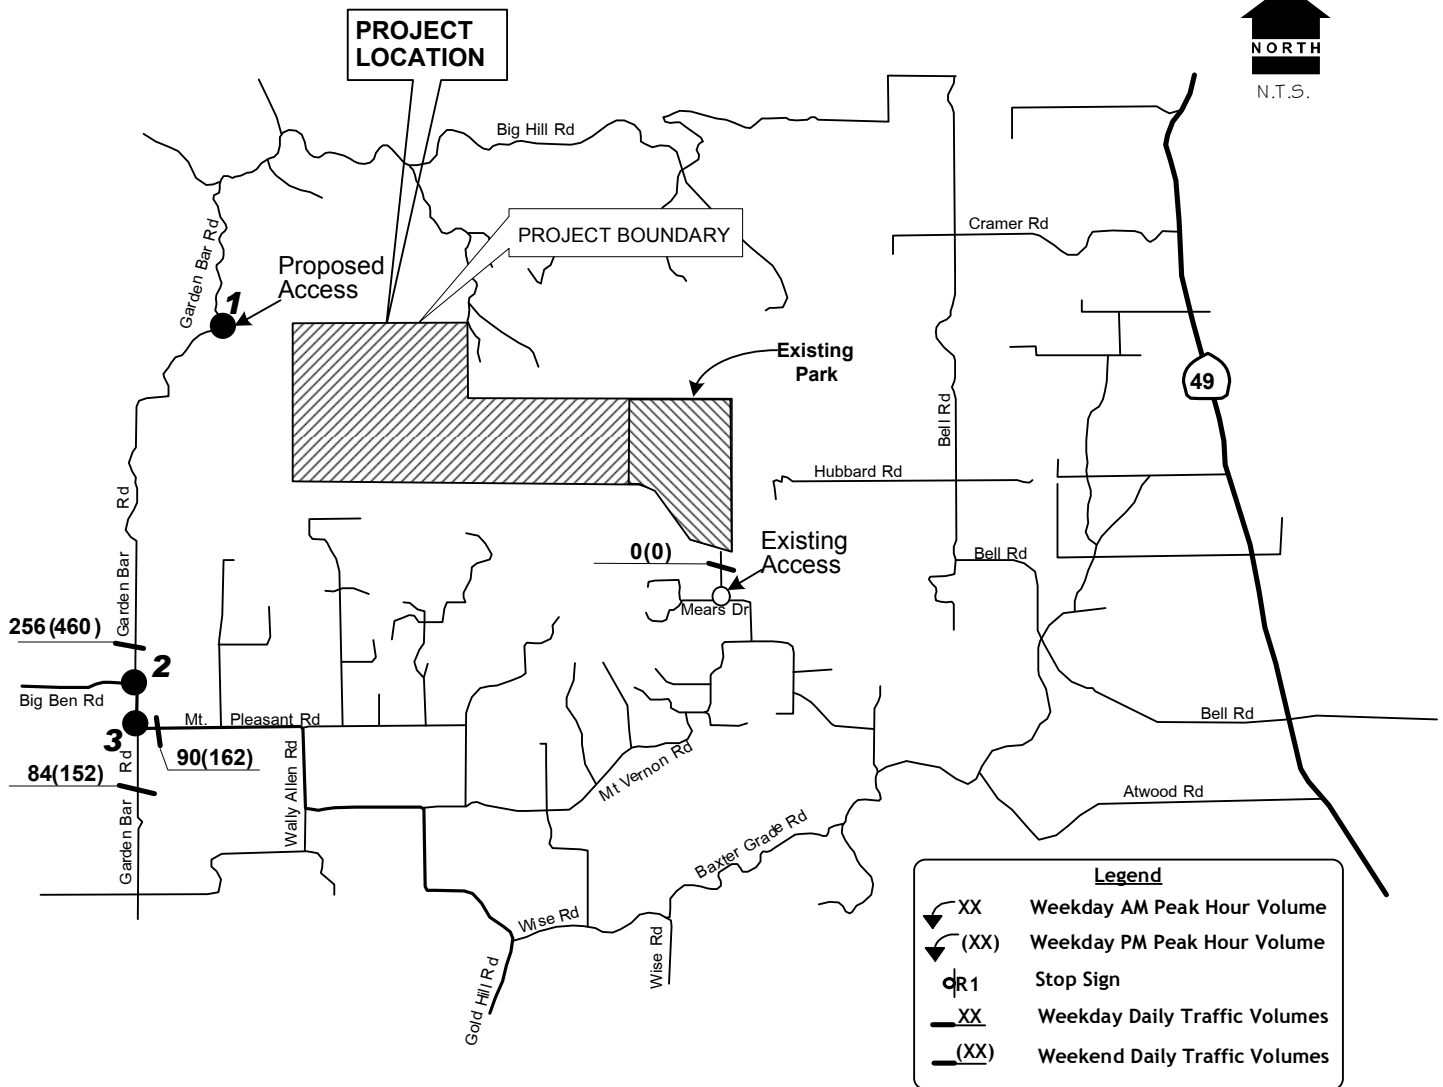 PROJECT
LOCATION
NORTH
N.T.S.
Big Hill Rd
Cramer Rd
PROJECT BOUNDARY
Garden Bar Rd
Proposed
Access
1
Existing
Park
49
Bell Rd
Hubbard Rd
Garden Bar Rd
0(0)
Existing
Access
Bell Rd
Mears Dr
256(460)
2
Big Ben Rd
Mt. Pleasant Rd
3
90(162)
84(152)
Bell Rd
Garden Bar Rd
Wally Allen Rd
Mt Vernon Rd
Atwood Rd
Baxter Grade Rd
Wise Rd
Wise Rd
Gold Hill Rd
Legend
XX Weekday AM Peak Hour Volume
(XX) Weekday PM Peak Hour Volume
R1 Stop Sign
XX Weekday Daily Traffic Volumes
(XX) Weekend Daily Traffic Volumes